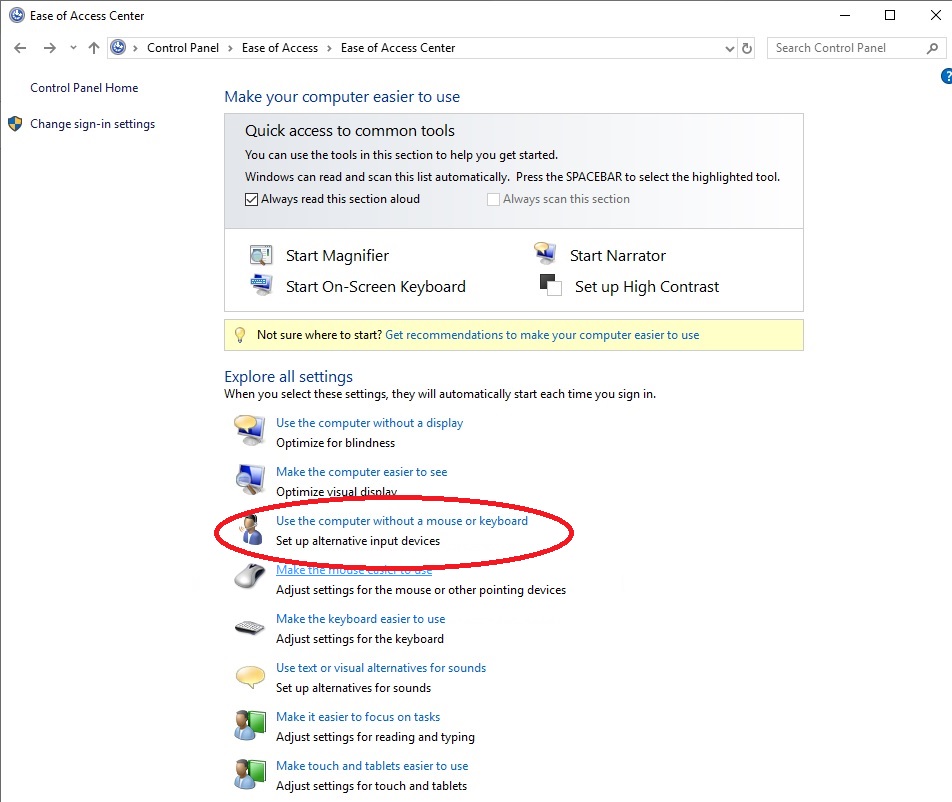 Ease of Access Center
Control Panel > Ease of Access > Ease of Access Center
Search Control Panel
?
Control Panel Home
Change sign-in settings
Make your computer easier to use
Quick access to common tools
You can use the tools in this section to help you get started.
Windows can read and scan this list automatically.  Press the SPACEBAR to select the highlighted tool.
Always read this section aloud
Always scan this section
Start Magnifier
Start Narrator
Start On-Screen Keyboard
Set up High Contrast
Not sure where to start? Get recommendations to make your computer easier to use
Explore all settings
When you select these settings, they will automatically start each time you sign in.
Use the computer without a display
Optimize for blindness
Make the computer easier to see
Optimize visual display
Use the computer without a mouse or keyboard
Set up alternative input devices
Make the mouse easier to use
Adjust settings for the mouse or other pointing devices
Make the keyboard easier to use
Adjust settings for the keyboard
Use text or visual alternatives for sounds
Set up alternatives for sounds
Make it easier to focus on tasks
Adjust settings for reading and typing
Make touch and tablets easier to use
Adjust settings for touch and tablets